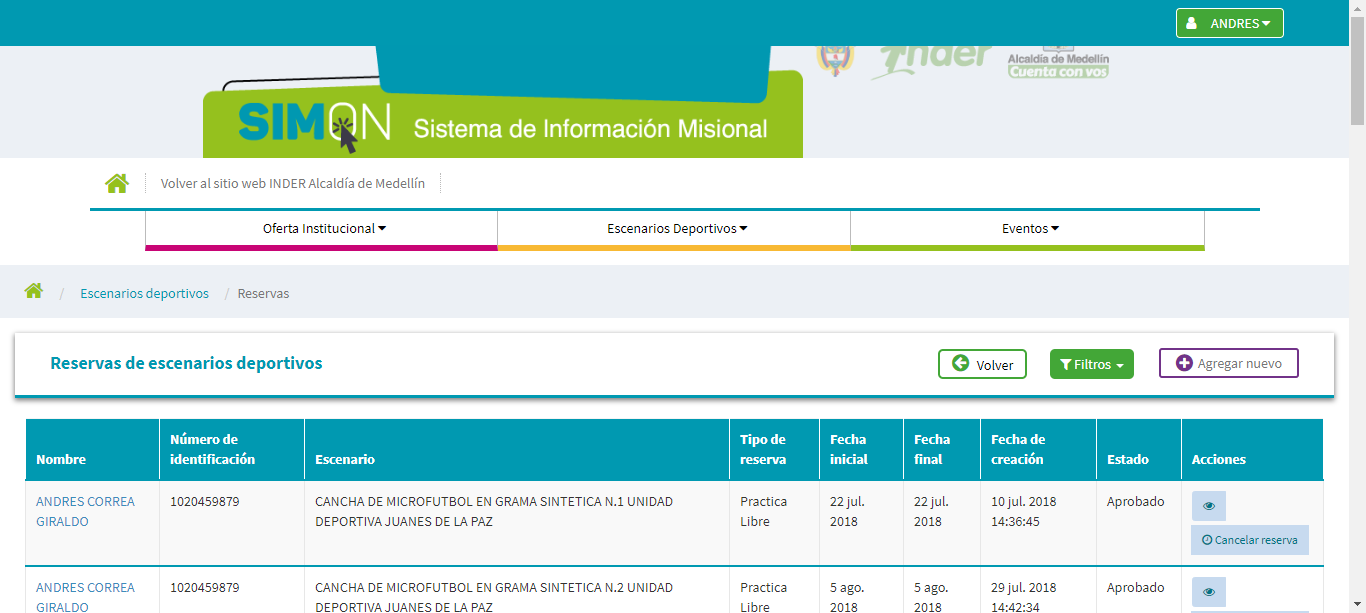 ANDRES
inder
Alcaldía de Medellín
Cuenta con vos
SIMON Sistema de Información Misional
Volver al sitio web INDER Alcaldía de Medellín
Oferta Institucional Escenarios Deportivos Eventos
/ Escenarios deportivos / Reservas
Reservas de escenarios deportivos Volver Filtros Agregar nuevo
Nombre Número de identificación Escenario Tipo de reserva Fecha inicial Fecha final Fecha de creación Estado Acciones
ANDRES CORREA 1020459879 CANCHA DE MICROFUTBOL EN GRAMA SINTETICA N.1 UNIDAD Practica 22 jul. 22 jul. 10 jul. 2018 Aprobado
GIRALDO DEPORTIVA JUANES DE LA PAZ Libre 2018 2018 14:36:45
Cancelar reserva
ANDRES CORREA 1020459879 CANCHA DE MICROFUTBOL EN GRAMA SINTETICA N.2 UNIDAD Practica 5 ago. 5 ago. 29 jul. 2018 Aprobado
GIRALDO DEPORTIVA JUANES DE LA PAZ Libre 2018 2018 14:42:34